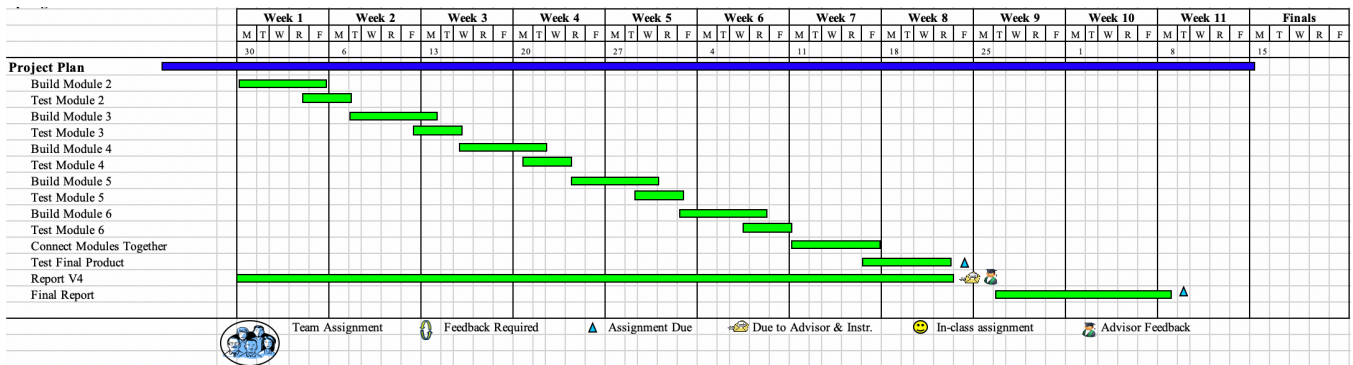 Week 1 Week 2 Week 3 Week 4 Week 5 Week 6 Week 7 Week 8 Week 9 Week 10 Week 11 Finals
M T W R F M T W R F M T W R F M T W R F M T W R F M T W R F M T W R F M T W R F M T W R F M T W R F M T W R F M T W R F
30 6 13 20 27 4 11 18 25 1 8 15
Project Plan
Build Module 2
Test Module 2
Build Module 3
Test Module 3
Build Module 4
Test Module 4
Build Module 5
Test Module 5
Build Module 6
Test Module 6
Connect Modules Together
Test Final Product
Report V4
Final Report
Team Assignment Feedback Required Assignment Due Due to Advisor & Instr. In-class assignment Advisor Feedback